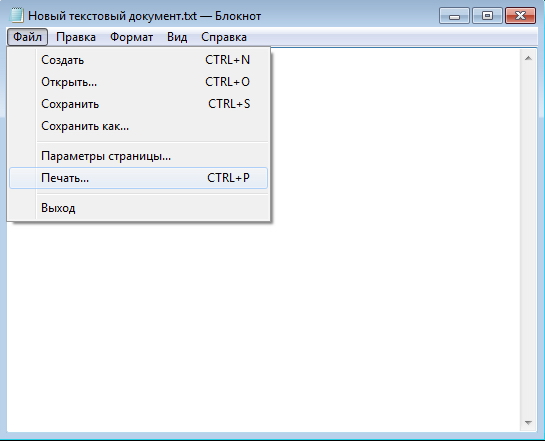 Новый текстовый документ.txt — Блокнот
Файл Правка Формат Вид Справка
Создать CTRL+N
Открыть... CTRL+O
Сохранить CTRL+S
Сохранить как...
Параметры страницы...
Печать... CTRL+P
Выход